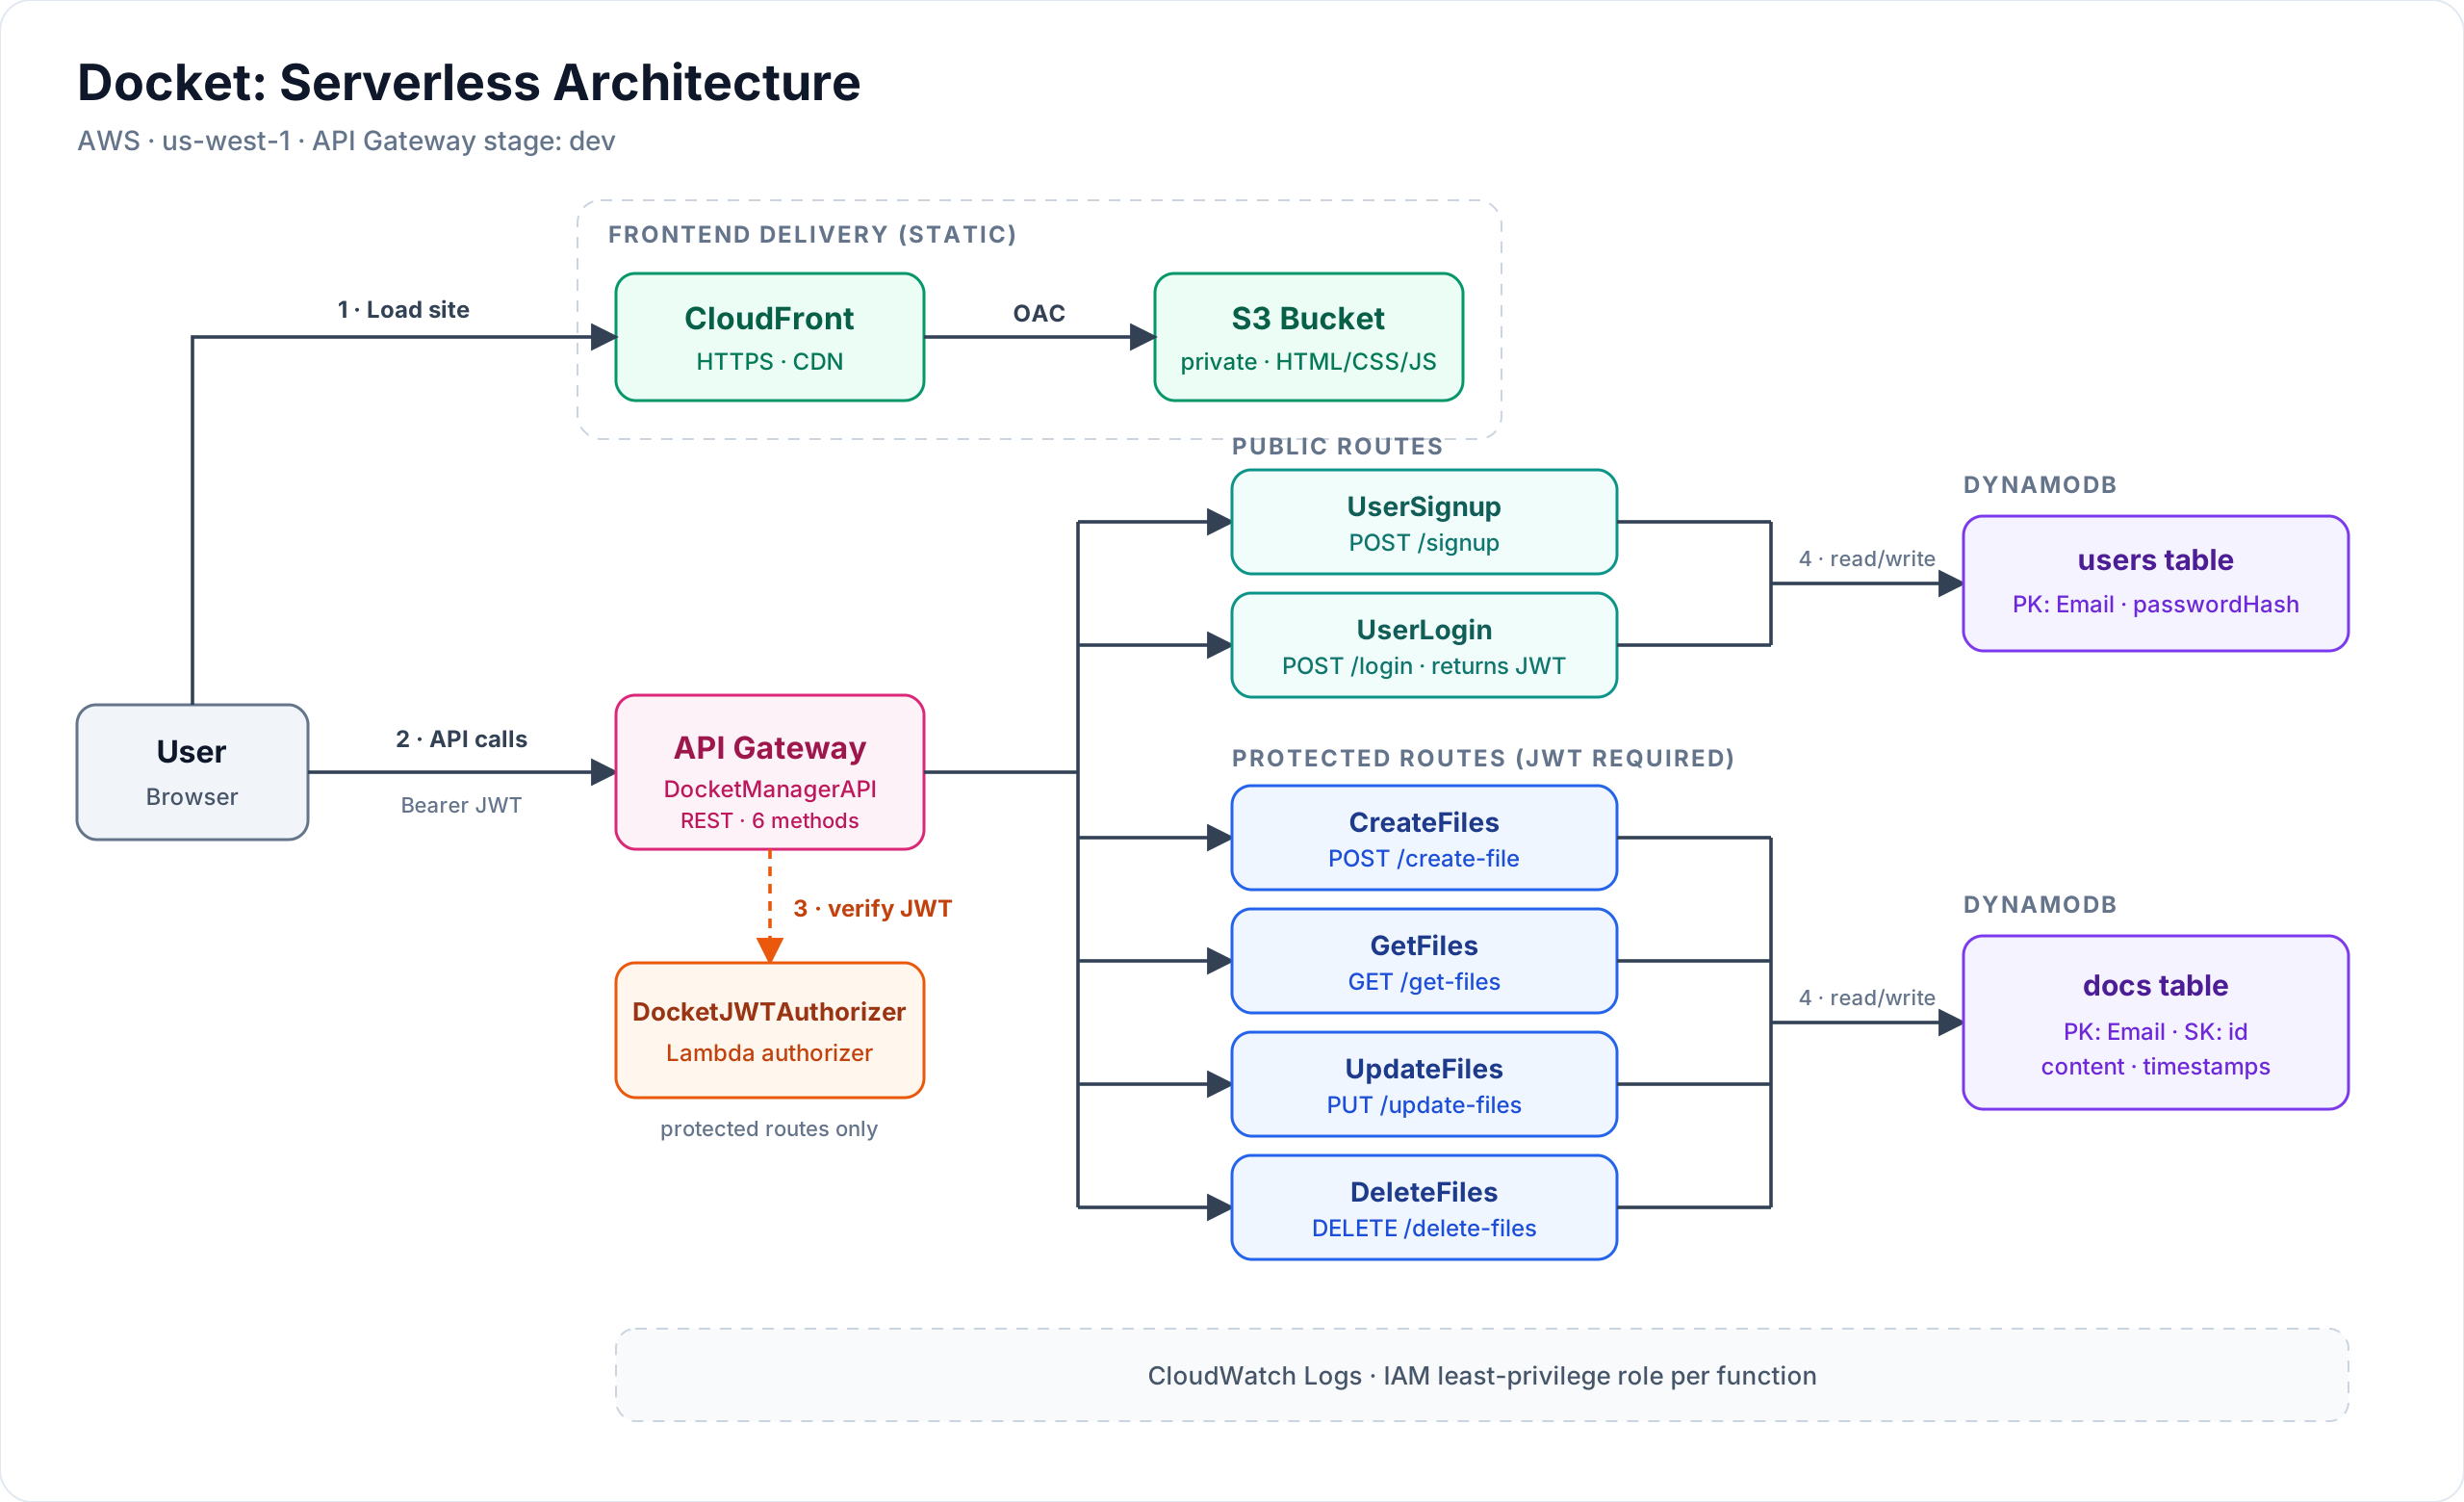 Docket: Serverless Architecture
AWS · us-west-1 · API Gateway stage: dev
FRONTEND DELIVERY (STATIC)
1 · Load site
CloudFront
HTTPS · CDN
OAC
S3 Bucket
private · HTML/CSS/JS
PUBLIC ROUTES
UserSignup
POST /signup
UserLogin
POST /login · returns JWT
4 · read/write
DYNAMODB
users table
PK: Email · passwordHash
User
Browser
2 · API calls
Bearer JWT
API Gateway
DocketManagerAPI
REST · 6 methods
3 · verify JWT
DocketJWTAuthorizer
Lambda authorizer
protected routes only
PROTECTED ROUTES (JWT REQUIRED)
CreateFiles
POST /create-file
GetFiles
GET /get-files
UpdateFiles
PUT /update-files
DeleteFiles
DELETE /delete-files
4 · read/write
DYNAMODB
docs table
PK: Email · SK: id
content · timestamps
CloudWatch Logs · IAM least-privilege role per function